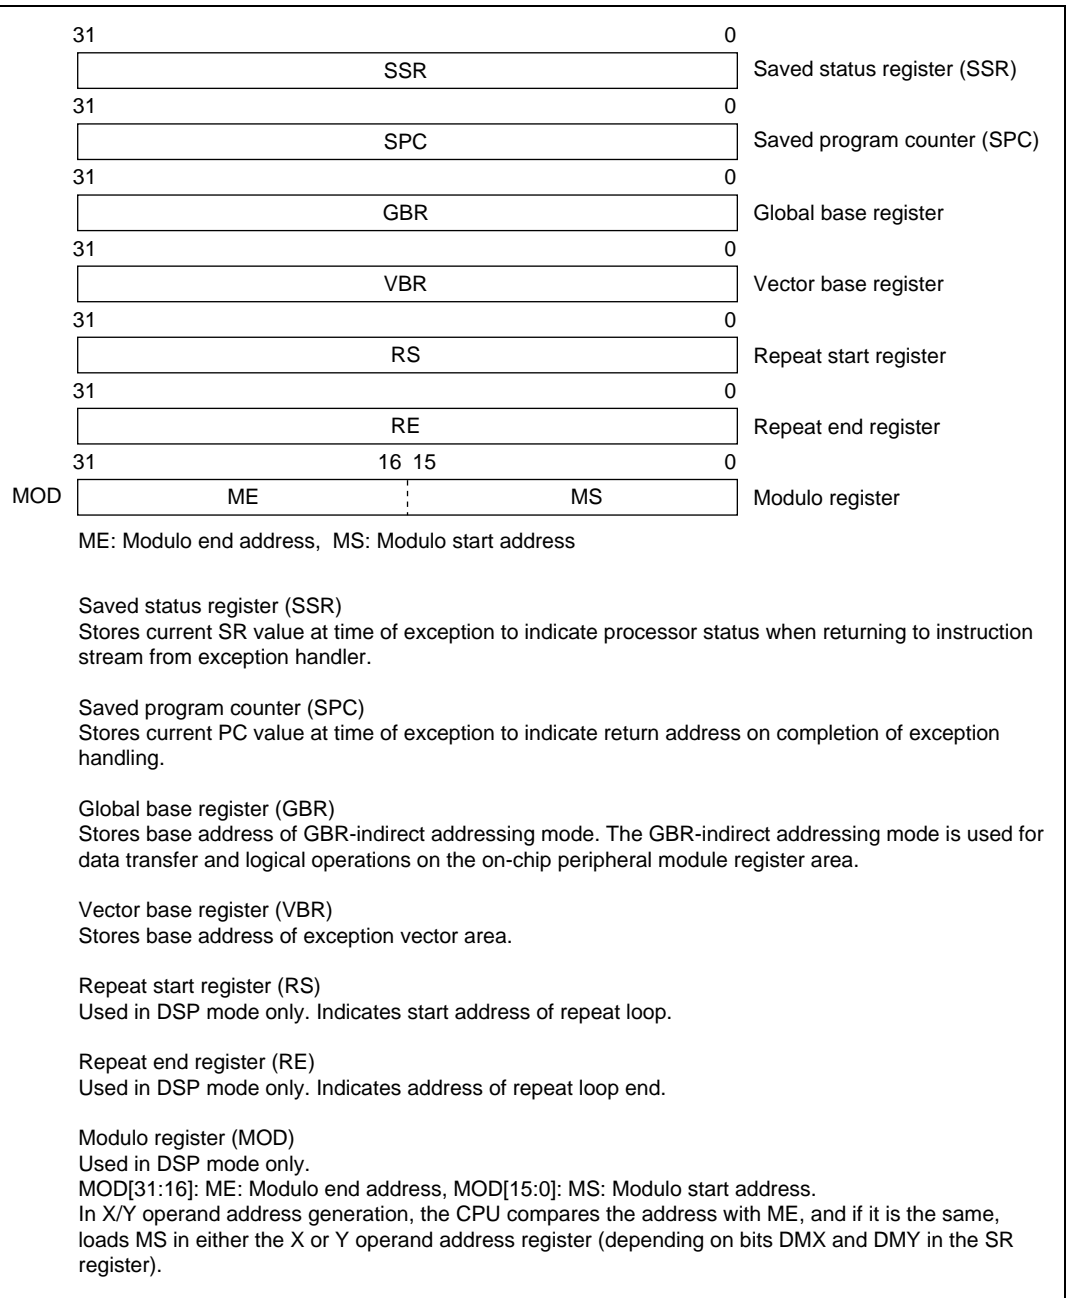 31 0
SSR Saved status register (SSR)
31 0
SPC Saved program counter (SPC)
31 0
GBR Global base register
31 0
VBR Vector base register
31 0
RS Repeat start register
31 0
RE Repeat end register
31 16 15 0
MOD ME MS Modulo register
ME: Modulo end address, MS: Modulo start address
Saved status register (SSR)
Stores current SR value at time of exception to indicate processor status when returning to instruction
stream from exception handler.
Saved program counter (SPC)
Stores current PC value at time of exception to indicate return address on completion of exception
handling.
Global base register (GBR)
Stores base address of GBR-indirect addressing mode. The GBR-indirect addressing mode is used for
data transfer and logical operations on the on-chip peripheral module register area.
Vector base register (VBR)
Stores base address of exception vector area.
Repeat start register (RS)
Used in DSP mode only. Indicates start address of repeat loop.
Repeat end register (RE)
Used in DSP mode only. Indicates address of repeat loop end.
Modulo register (MOD)
Used in DSP mode only.
MOD[31:16]: ME: Modulo end address, MOD[15:0]: MS: Modulo start address.
In X/Y operand address generation, the CPU compares the address with ME, and if it is the same,
loads MS in either the X or Y operand address register (depending on bits DMX and DMY in the SR
register).